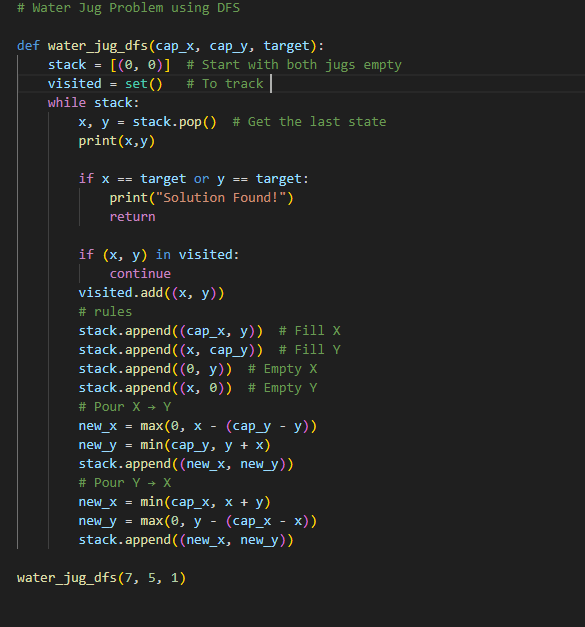 # Water Jug Problem using DFS
def water_jug_dfs(cap_x, cap_y, target):
    stack = [(0, 0)]  # Start with both jugs empty
    visited = set()   # To track
    while stack:
        x, y = stack.pop()  # Get the last state
        print(x,y)
        if x == target or y == target:
            print("Solution Found!")
            return
        if (x, y) in visited:
            continue
        visited.add((x, y))
        # rules
        stack.append((cap_x, y))  # Fill X
        stack.append((x, cap_y))  # Fill Y
        stack.append((0, y))  # Empty X
        stack.append((x, 0))  # Empty Y
        # Pour X → Y
        new_x = max(0, x - (cap_y - y))
        new_y = min(cap_y, y + x)
        stack.append((new_x, new_y))
        # Pour Y → X
        new_x = min(cap_x, x + y)
        new_y = max(0, y - (cap_x - x))
        stack.append((new_x, new_y))
water_jug_dfs(7, 5, 1)